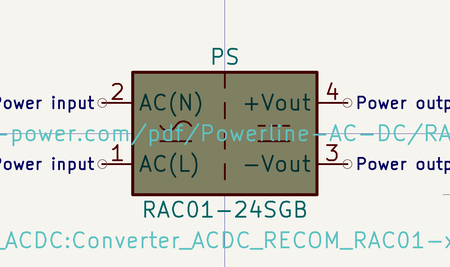 PS
Power input 2 AC(N) +Vout 4 Power outp
-power.com/pdf/Powerline-AC-DC/RA
Power input 1 AC(L) -Vout 3 Power outp
RAC01-24SGB
_ACDC:Converter_ACDC_RECOM_RAC01-x